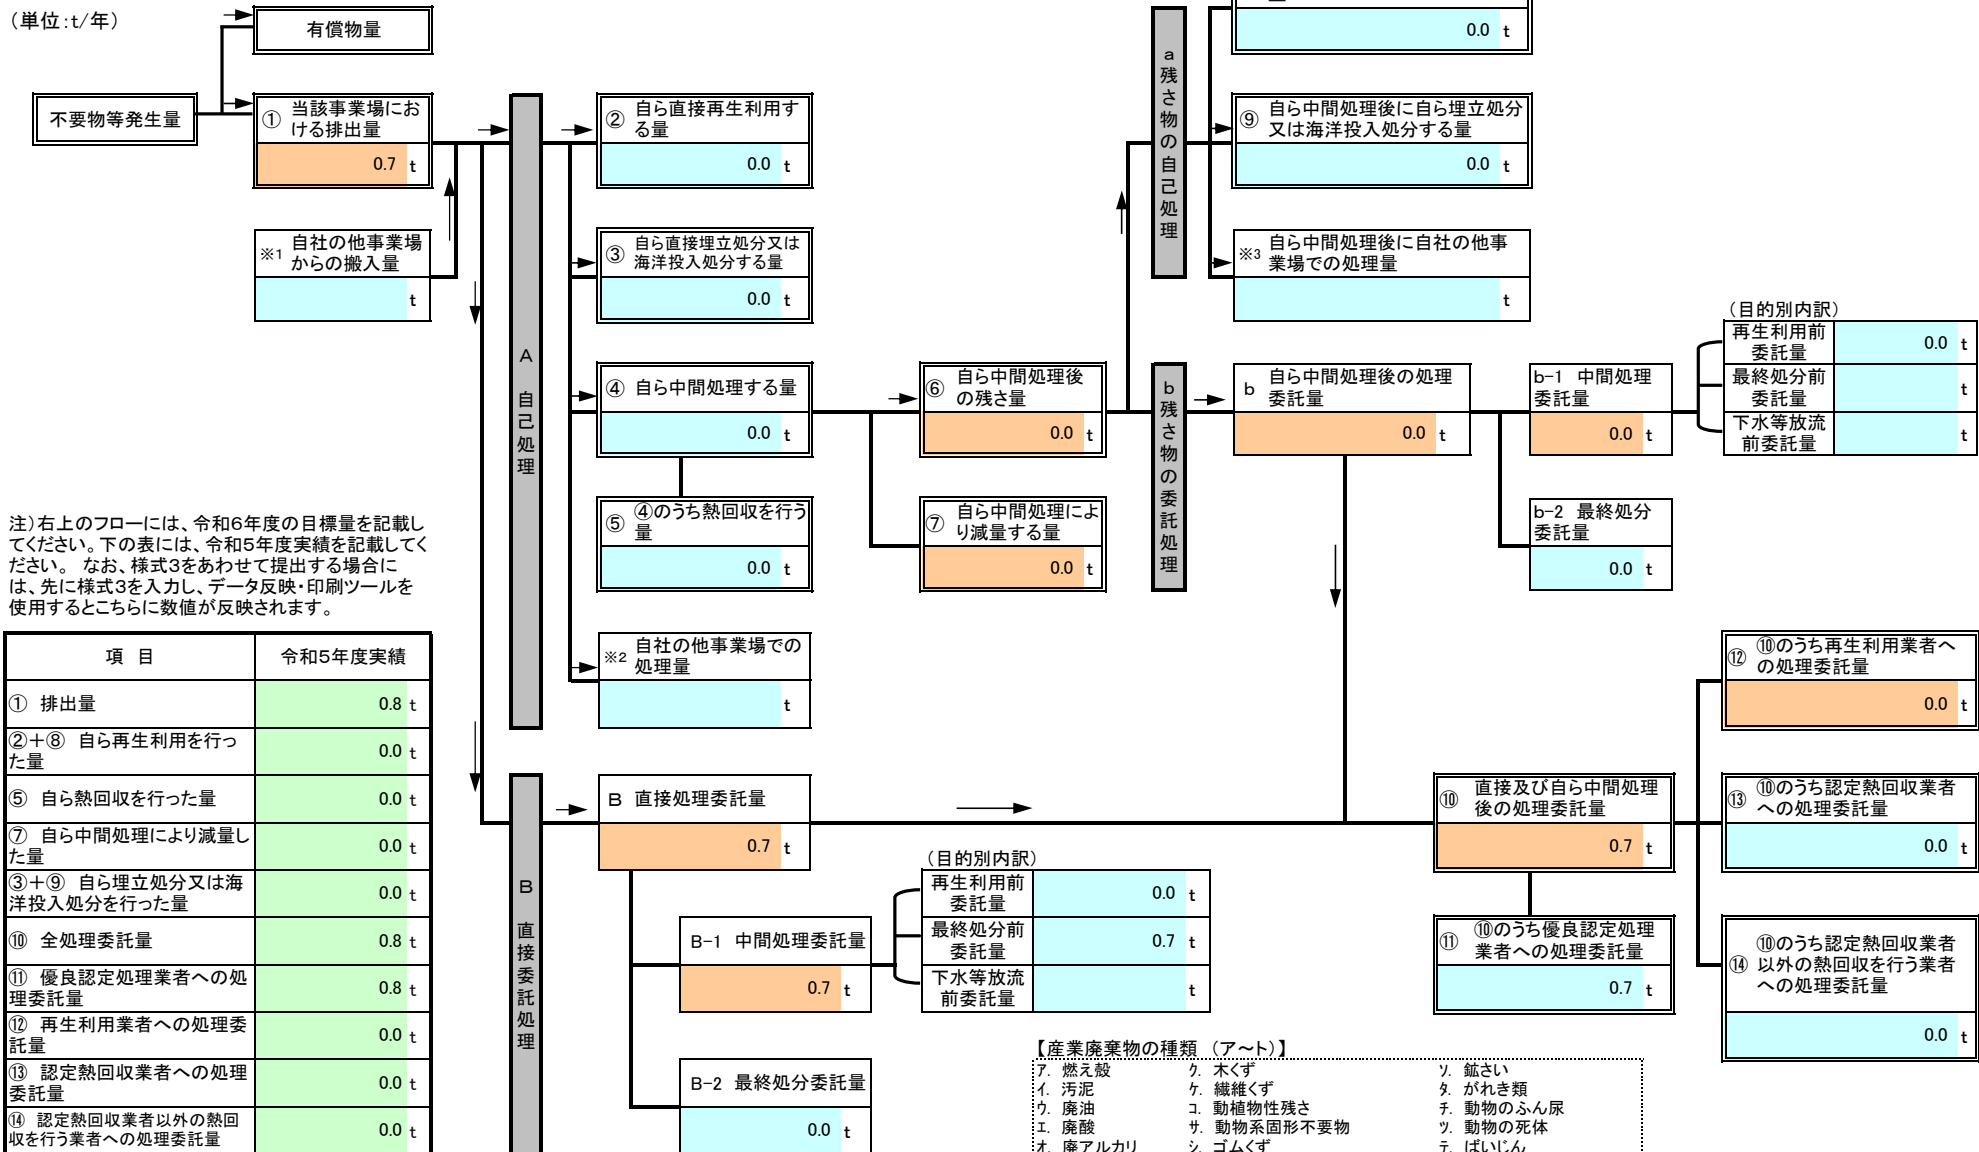 （単位:t/年）
有償物量
不要物等発生量
① 当該事業場にお
ける排出量
0.7 t
※1 自社の他事業場
からの搬入量
t
A 自己処理
② 自ら直接再生利用す
る量
0.0 t
③ 自ら直接埋立処分又は
海洋投入処分する量
0.0 t
④ 自ら中間処理する量
0.0 t
⑤ ④のうち熱回収を行う
量
0.0 t
※2 自社の他事業場での
処理量
t
⑥ 自ら中間処理後
の残さ量
0.0 t
⑦ 自ら中間処理によ
り減量する量
0.0 t
a 残さ物の自己処理
0.0 t
⑨ 自ら中間処理後に自ら埋立処分
又は海洋投入処分する量
0.0 t
※3 自ら中間処理後に自社の他事
業場での処理量
t
b 残さ物の委託処理
b 自ら中間処理後の処理
委託量
0.0 t
b-1 中間処理
委託量
0.0 t
b-2 最終処分
委託量
0.0 t
（目的別内訳）
再生利用前
委託量
0.0 t
最終処分前
委託量
t
下水等放流
前委託量
t
注）右上のフローには、令和6年度の目標量を記載し
てください。下の表には、令和5年度実績を記載してく
ださい。 なお、様式3をあわせて提出する場合に
は、先に様式3を入力し、データ反映・印刷ツールを
使用するとこちらに数値が反映されます。
項 目 令和5年度実績
① 排出量 0.8 t
②＋⑧ 自ら再生利用を行っ
た量 0.0 t
⑤ 自ら熱回収を行った量 0.0 t
⑦ 自ら中間処理により減量し
た量 0.0 t
③＋⑨ 自ら埋立処分又は海
洋投入処分を行った量 0.0 t
⑩ 全処理委託量 0.8 t
⑪ 優良認定処理業者への処
理委託量 0.8 t
⑫ 再生利用業者への処理委
託量 0.0 t
⑬ 認定熱回収業者への処理
委託量 0.0 t
⑭ 認定熱回収業者以外の熱回
収を行う業者への処理委託量 0.0 t
B 直接委託処理
B 直接処理委託量
0.7 t
B-1 中間処理委託量
0.7 t
B-2 最終処分委託量
0.0 t
（目的別内訳）
再生利用前
委託量
0.0 t
最終処分前
委託量
0.7 t
下水等放流
前委託量
t
⑩ 直接及び自ら中間処理
後の処理委託量
0.7 t
⑪ ⑩のうち優良認定処理
業者への処理委託量
0.7 t
⑫ ⑩のうち再生利用業者へ
の処理委託量
0.0 t
⑬ ⑩のうち認定熱回収業者
への処理委託量
0.0 t
⑭ ⑩のうち認定熱回収業者
以外の熱回収を行う業者
への処理委託量
0.0 t
【産業廃棄物の種類 （ア～ト）】
ア. 燃え殻 ク. 木くず ソ. 鉱さい
イ. 汚泥 ケ. 繊維くず タ. がれき類
ウ. 廃油 コ. 動植物性残さ チ. 動物のふん尿
エ. 廃酸 サ. 動物系固形不要物 ツ. 動物の死体
オ. 廃アルカリ シ. ゴムくず テ. ばいじん